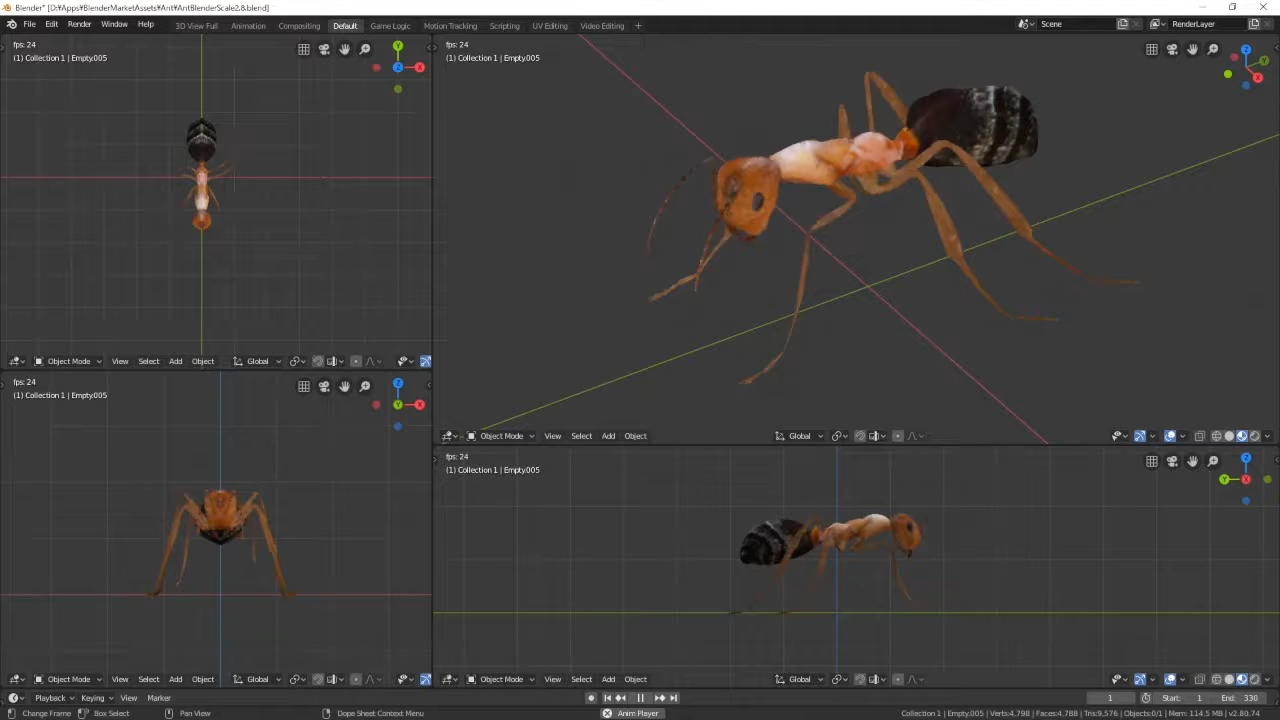 Blender* [D:¥Apps¥BlenderMarketAssets¥Ant¥AntBlenderScale2.8.blend]
File Edit Render Window Help 3D View Full Animation Compositing Default Game Logic Motion Tracking Scripting UV Editing Video Editing + Scene RenderLayer
fps: 24
(1) Collection 1 | Empty.005
Y
Z X
Object Mode View Select Add Object Global
fps: 24
(1) Collection 1 | Empty.005
Z
Y
X
Object Mode View Select Add Object Global
fps: 24
(1) Collection 1 | Empty.005
Z
Y X
Object Mode View Select Add Object Global
fps: 24
(1) Collection 1 | Empty.005
Z
Y X
Object Mode View Select Add Object Global
Playback Keying View Marker 1 Start: 1 End: 330
Change Frame Box Select Pan View Dope Sheet Context Menu Anim Player Collection 1 | Empty.005 | Verts:4,798 | Faces:4,788 | Tris:9,576 | Objects:0/1 | Mem: 114.5 MB | v2.80.74